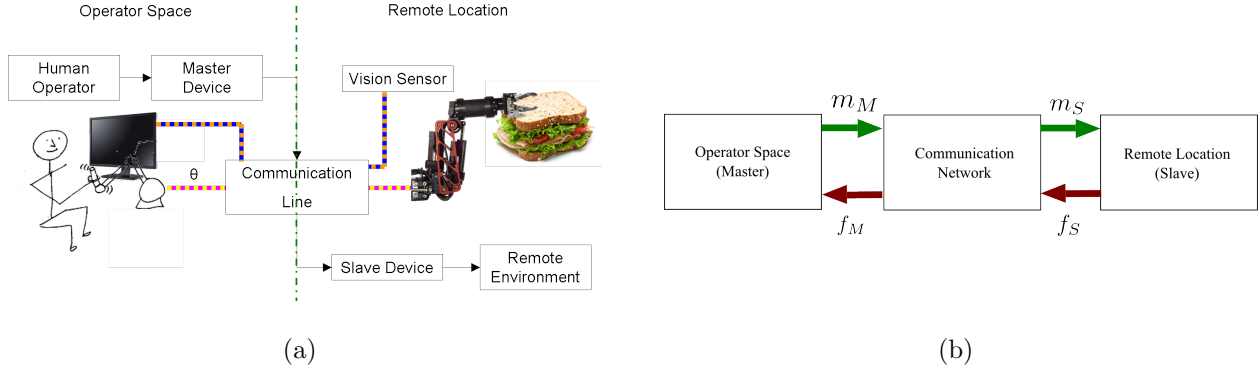 Operator Space
Remote Location
Human
Operator
Master
Device
Vision Sensor
θ
Communication
Line
Slave Device
Remote
Environment
(a)
m_M
m_S
Operator Space
(Master)
Communication
Network
Remote Location
(Slave)
f_M
f_S
(b)